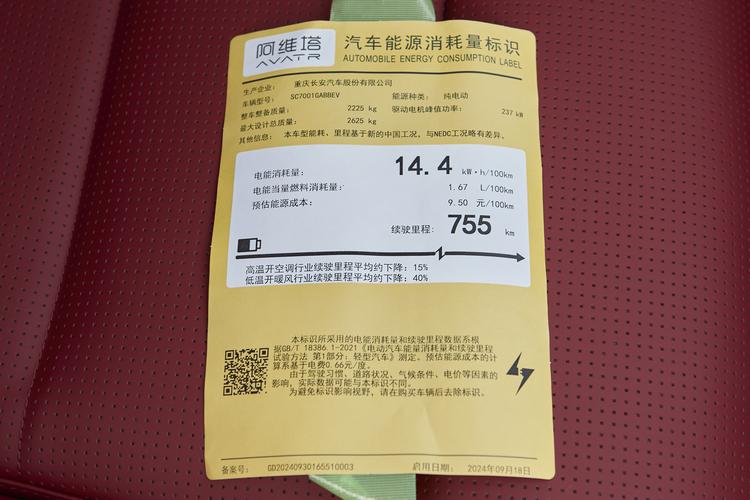 阿维塔 汽车能源消耗量标识
AVATR AUTOMOBILE ENERGY CONSUMPTION LABEL
生产企业： 重庆长安汽车股份有限公司
车辆型号： SC7001GABBEV 能源种类： 纯电动
整车整备质量： 2225 kg 驱动电机峰值功率： 237 kW
最大设计总质量： 2625 kg
其他信息： 本车型能耗、里程基于新的中国工况，与NEDC工况略有差异。
电能消耗量： 14.4 kW·h/100km
电能当量燃料消耗量： 1.67 L/100km
预估能源成本： 9.50 元/100km
续驶里程： 755 km
高温开空调行业续驶里程平均约下降：15%
低温开暖风行业续驶里程平均约下降：40%
本标识所采用的电能消耗量和续驶里程数据系根
据GB/T 18386.1-2021《电动汽车能量消耗量和续驶里程
试验方法 第1部分：轻型汽车》测定。预估能源成本的计
算系基于电费0.66元/度。
由于驾驶习惯、道路状况、气候条件、电价等因素的
影响，实际数据可能与本标识不同。
为避免影响视野，请在购买车辆后去除标识。
备案号： GD20240930165510003 启用日期： 2024年09月18日